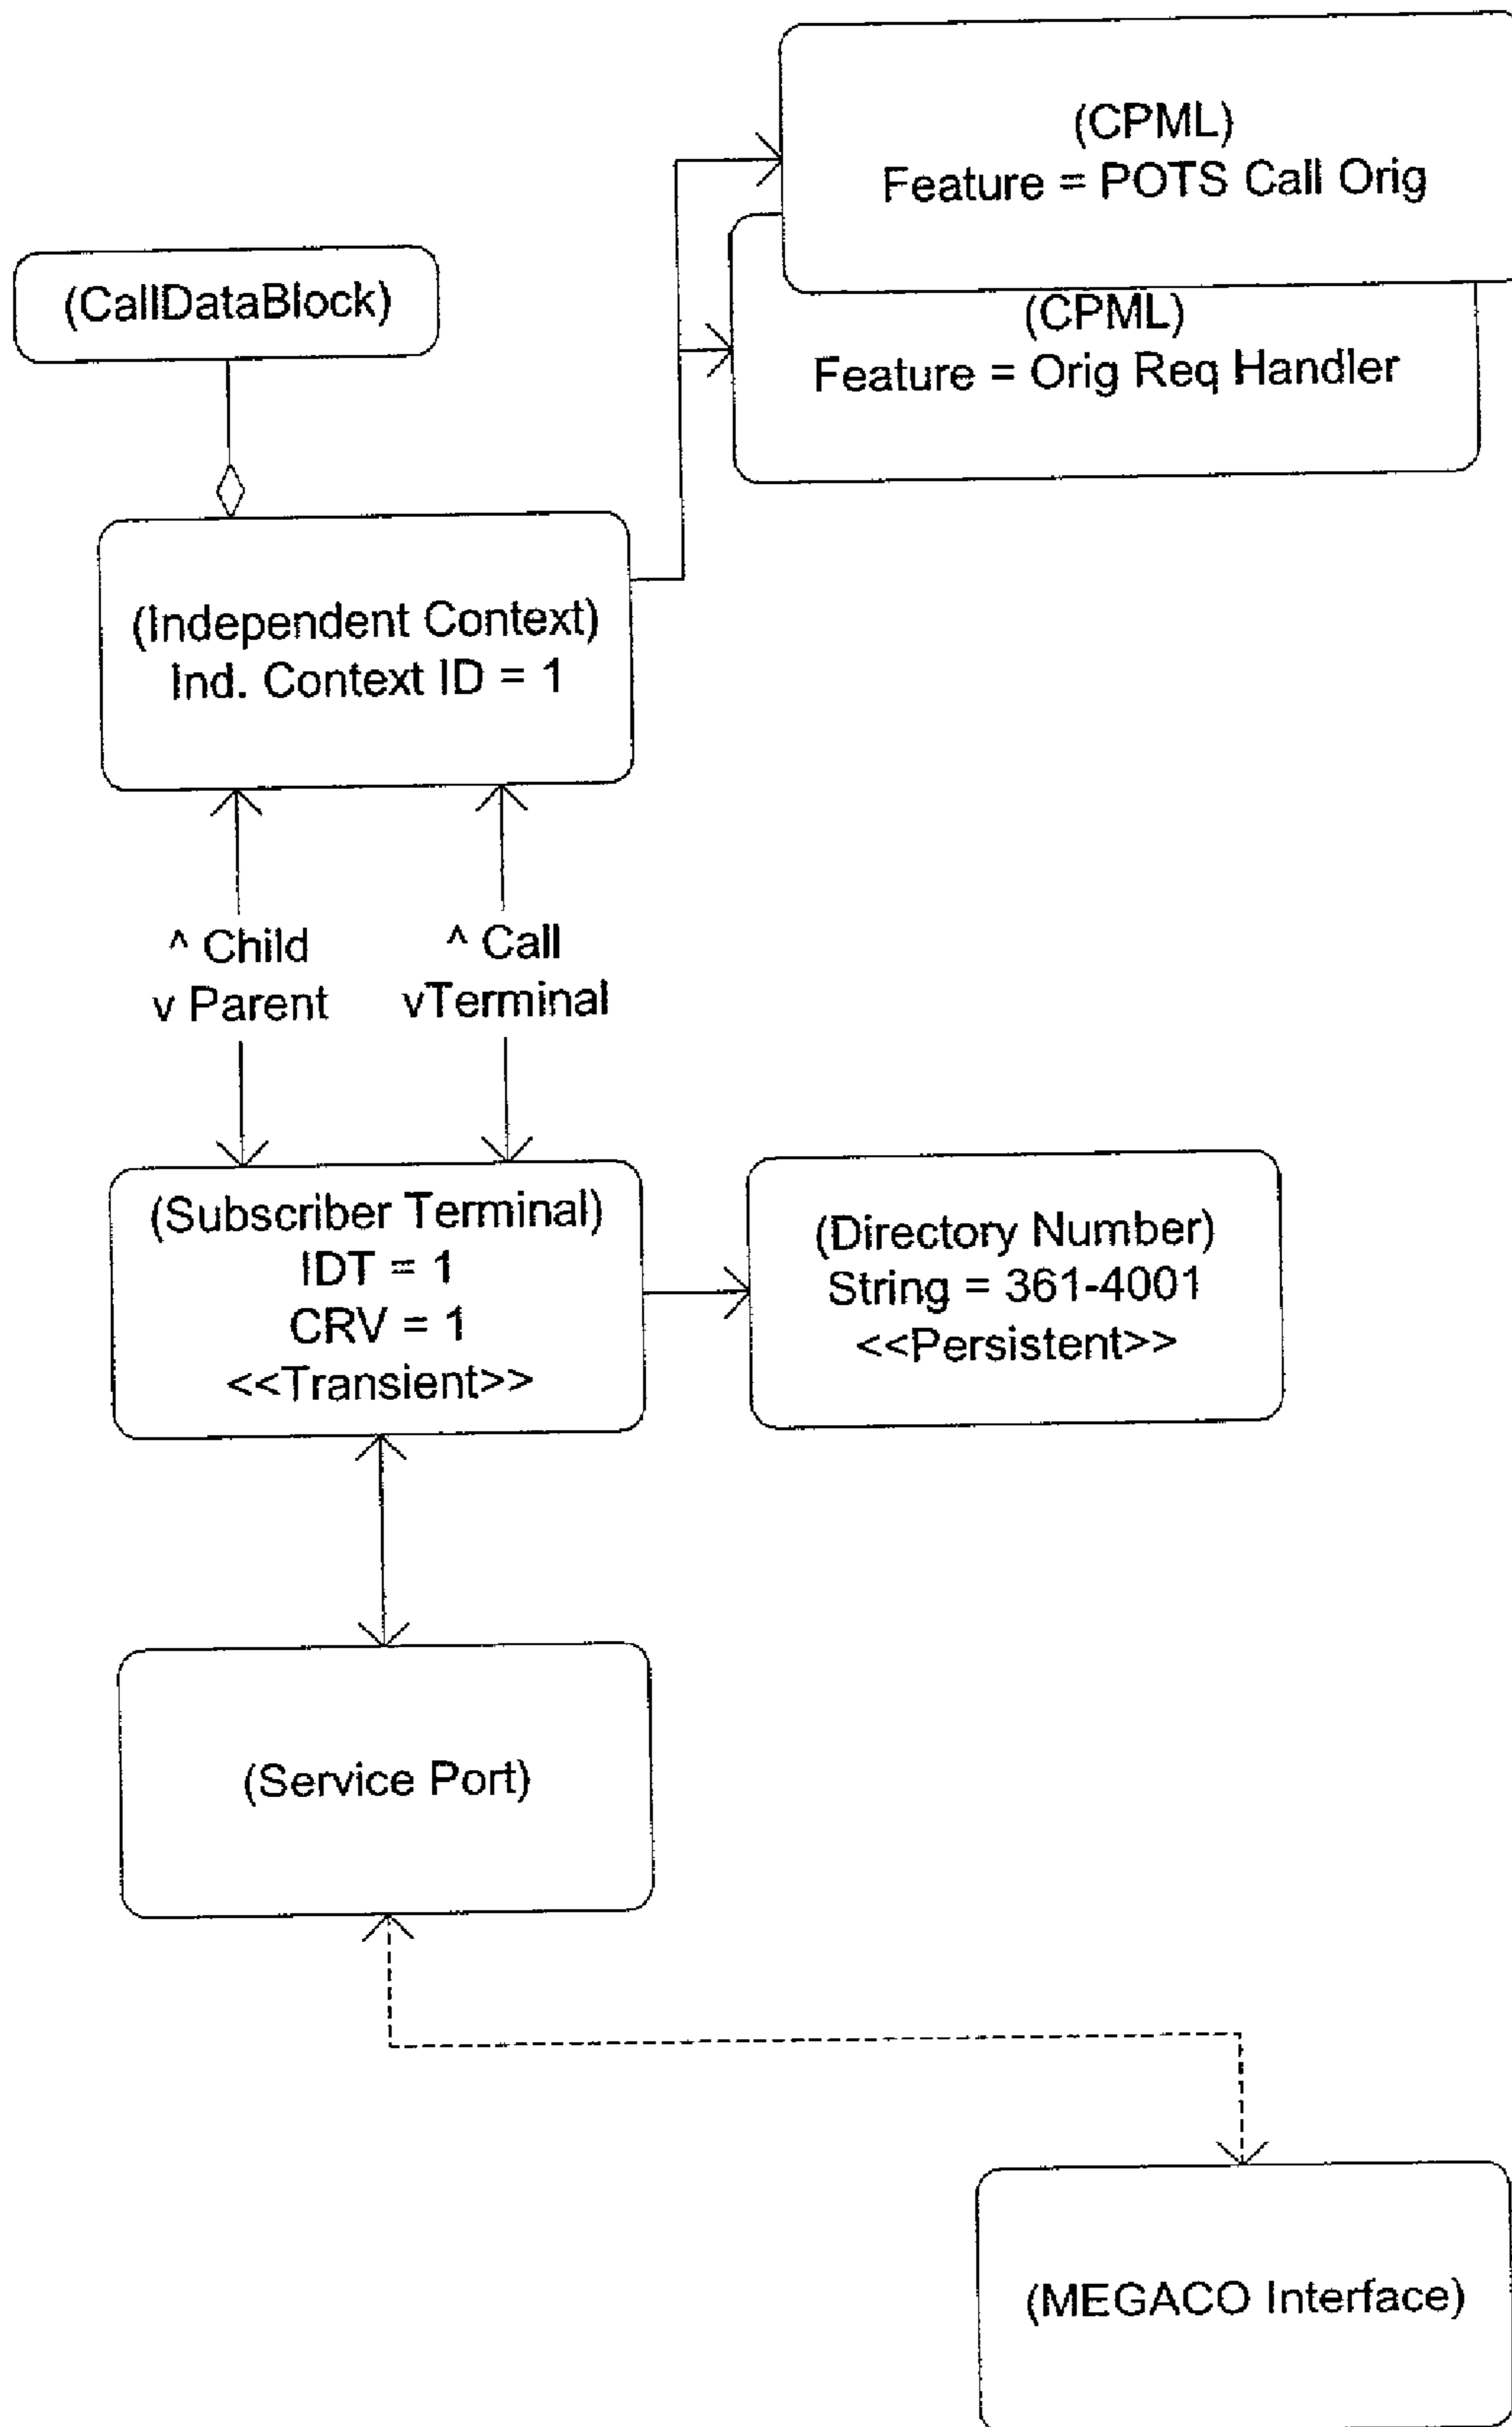 (CPML)
Feature = POTS Call Orig
(CallDataBlock)
(CPML)
Feature = Orig Req Handler
(Independent Context)
Ind. Context ID = 1
^ Child
v Parent
^ Call
vTerminal
(Subscriber Terminal)
IDT = 1
CRV = 1
<<Transient>>
(Directory Number)
String = 361-4001
<<Persistent>>
(Service Port)
(MEGACO Interface)